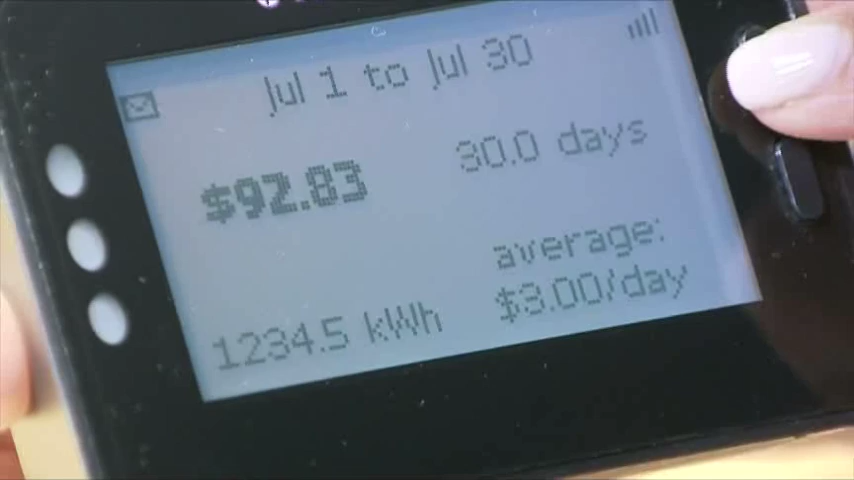 Jul 1 to Jul 30
$92.83
30.0 days
average:
$3.00/day
1234.5 kWh